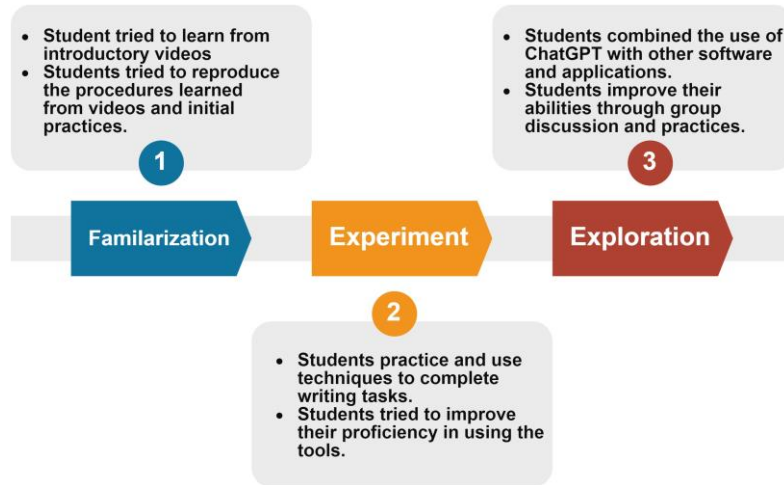 • Student tried to learn from
introductory videos
• Students tried to reproduce
the procedures learned
from videos and initial
practices.
1
Familarization
Experiment
2
• Students practice and use
techniques to complete
writing tasks.
• Students tried to improve
their proficiency in using the
tools.
• Students combined the use of
ChatGPT with other software
and applications.
• Students improve their
abilities through group
discussion and practices.
3
Exploration